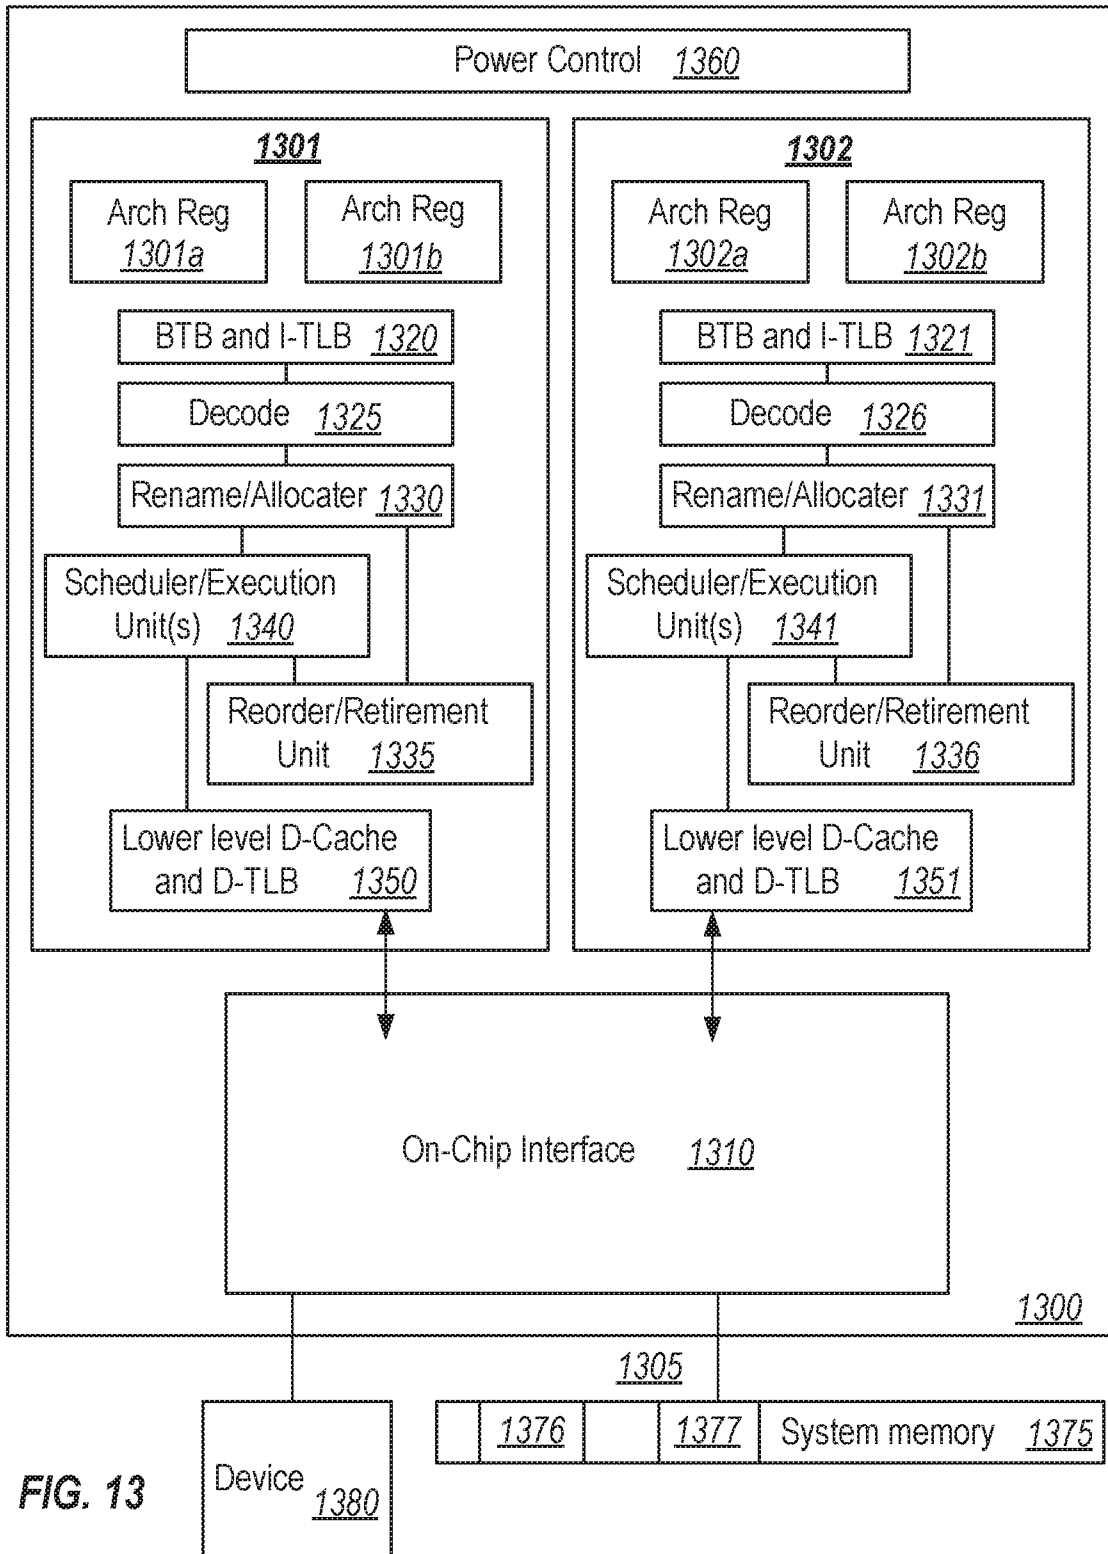 Power Control 1360
1301
Arch Reg
1301a
Arch Reg
1301b
BTB and I-TLB 1320
Decode 1325
Rename/Allocater 1330
Scheduler/Execution
Unit(s) 1340
Reorder/Retirement
Unit 1335
Lower level D-Cache
and D-TLB 1350
1302
Arch Reg
1302a
Arch Reg
1302b
BTB and I-TLB 1321
Decode 1326
Rename/Allocater 1331
Scheduler/Execution
Unit(s) 1341
Reorder/Retirement
Unit 1336
Lower level D-Cache
and D-TLB 1351
On-Chip Interface 1310
1300
1305
1376 1377 System memory 1375
Device 1380
FIG. 13